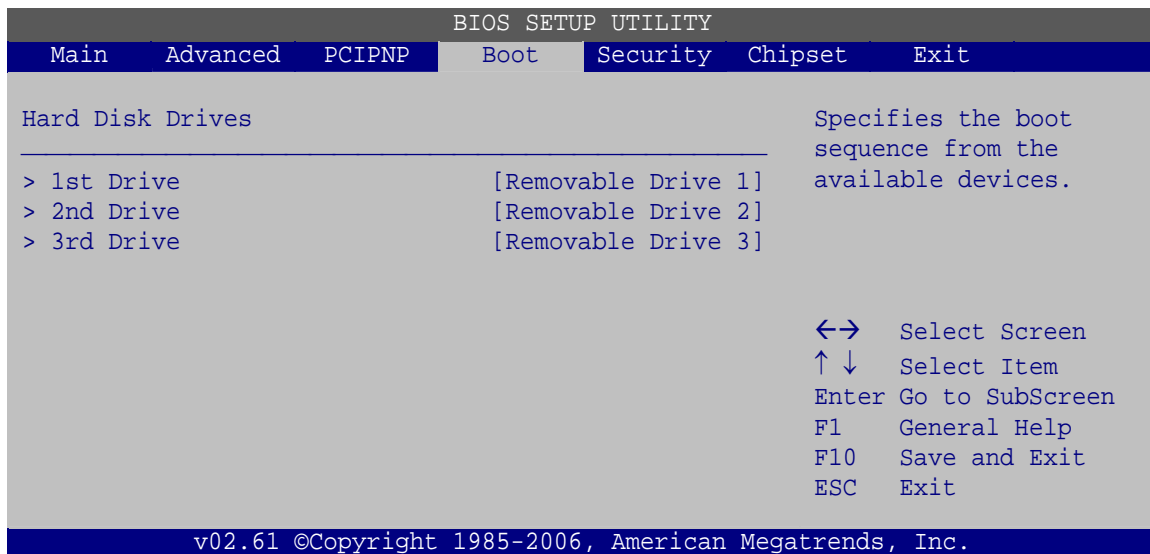 BIOS SETUP UTILITY
Main Advanced PCIPNP Boot Security Chipset Exit
Hard Disk Drives
> 1st Drive [Removable Drive 1]
> 2nd Drive [Removable Drive 2]
> 3rd Drive [Removable Drive 3]
Specifies the boot
sequence from the
available devices.
←→ Select Screen
↑ ↓ Select Item
Enter Go to SubScreen
F1 General Help
F10 Save and Exit
ESC Exit
v02.61 ©Copyright 1985-2006, American Megatrends, Inc.